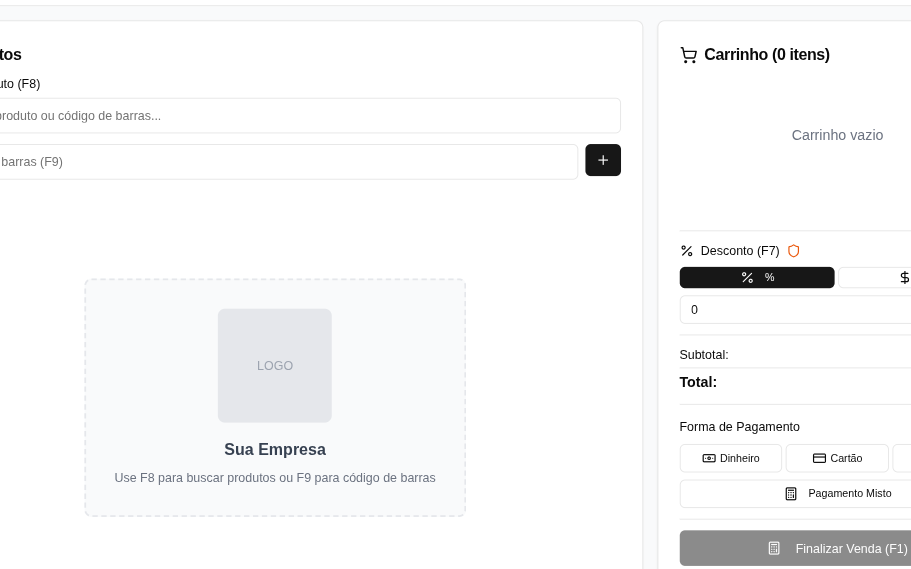 tos
uto (F8)
produto ou código de barras...
barras (F9)
LOGO
Sua Empresa
Use F8 para buscar produtos ou F9 para código de barras
Carrinho (0 itens)
Carrinho vazio
Desconto (F7)
%
0
Subtotal:
Total:
Forma de Pagamento
Dinheiro
Cartão
Pagamento Misto
Finalizar Venda (F1)